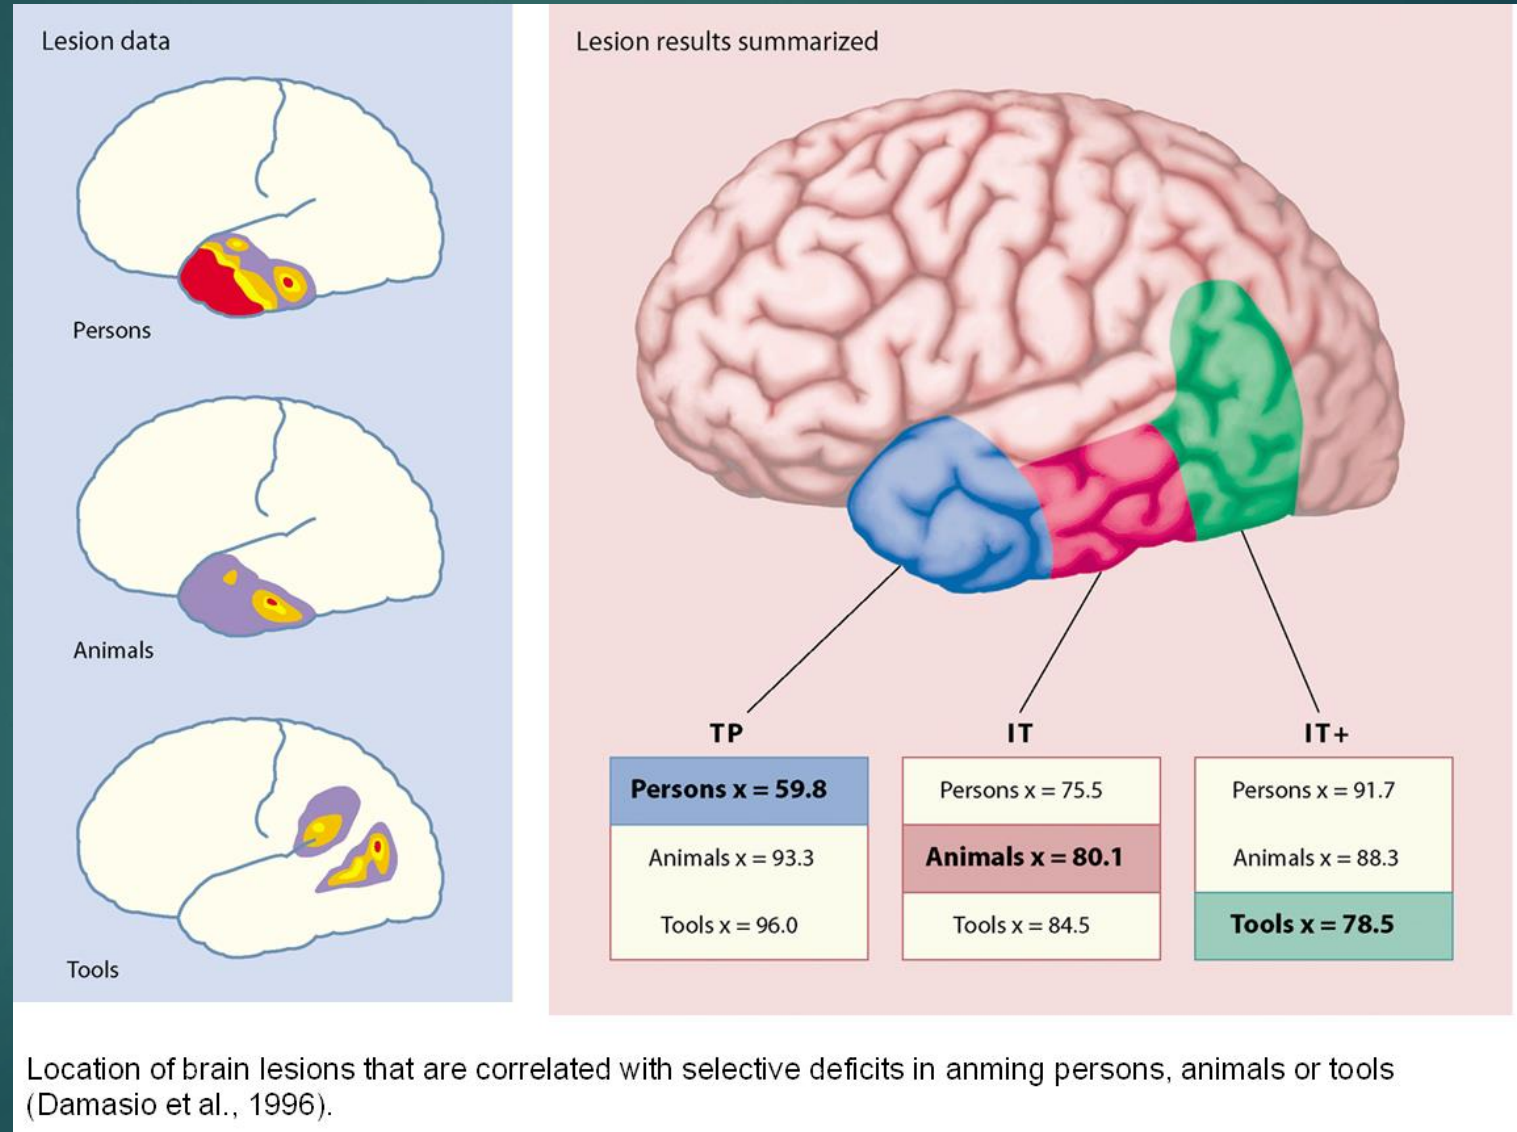 Lesion data
Persons
Animals
Tools
Lesion results summarized
TP
Persons x = 59.8
Animals x = 93.3
Tools x = 96.0
IT
Persons x = 75.5
Animals x = 80.1
Tools x = 84.5
IT+
Persons x = 91.7
Animals x = 88.3
Tools x = 78.5
Location of brain lesions that are correlated with selective deficits in anming persons, animals or tools
(Damasio et al., 1996).